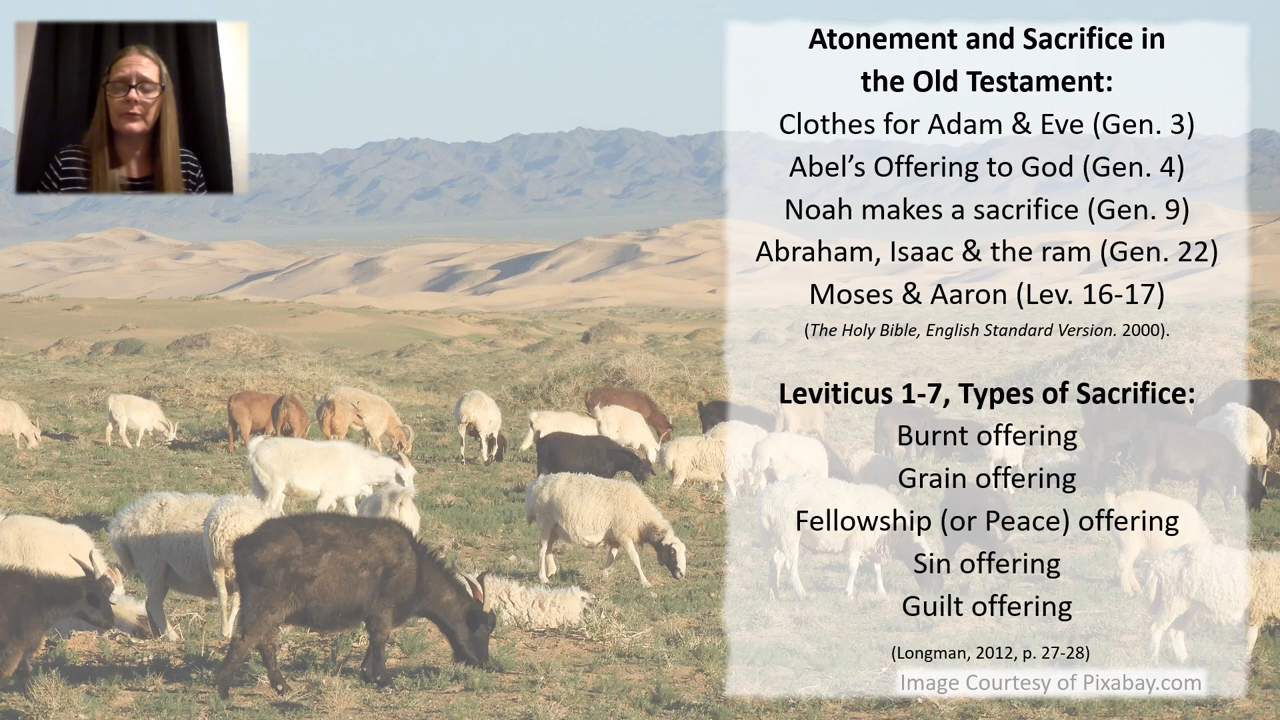 Atonement and Sacrifice in
the Old Testament:
Clothes for Adam & Eve (Gen. 3)
Abel’s Offering to God (Gen. 4)
Noah makes a sacrifice (Gen. 9)
Abraham, Isaac & the ram (Gen. 22)
Moses & Aaron (Lev. 16-17)
(The Holy Bible, English Standard Version. 2000).
Leviticus 1-7, Types of Sacrifice:
Burnt offering
Grain offering
Fellowship (or Peace) offering
Sin offering
Guilt offering
(Longman, 2012, p. 27-28)
Image Courtesy of Pixabay.com